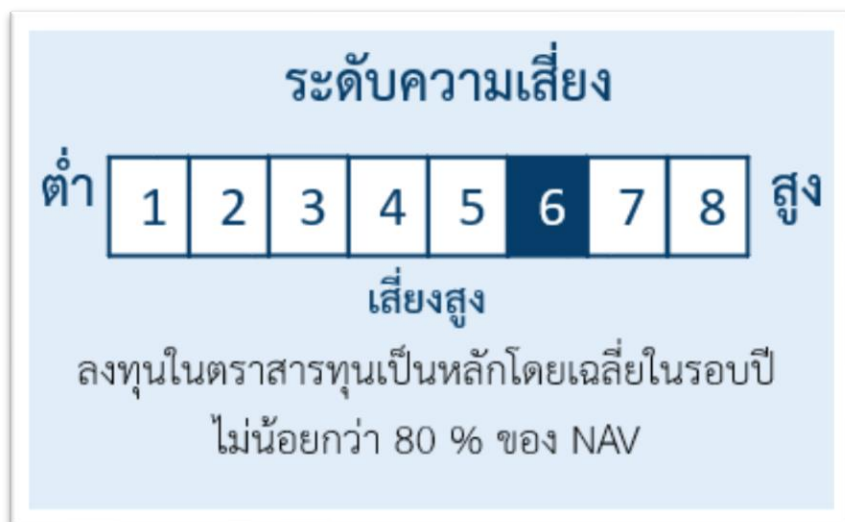 ระดับความเสี่ยง
ต่ำ 1 2 3 4 5 6 7 8 สูง
เสี่ยงสูง
ลงทุนในตราสารทุนเป็นหลักโดยเฉลี่ยในรอบปี
ไม่น้อยกว่า 80 % ของ NAV